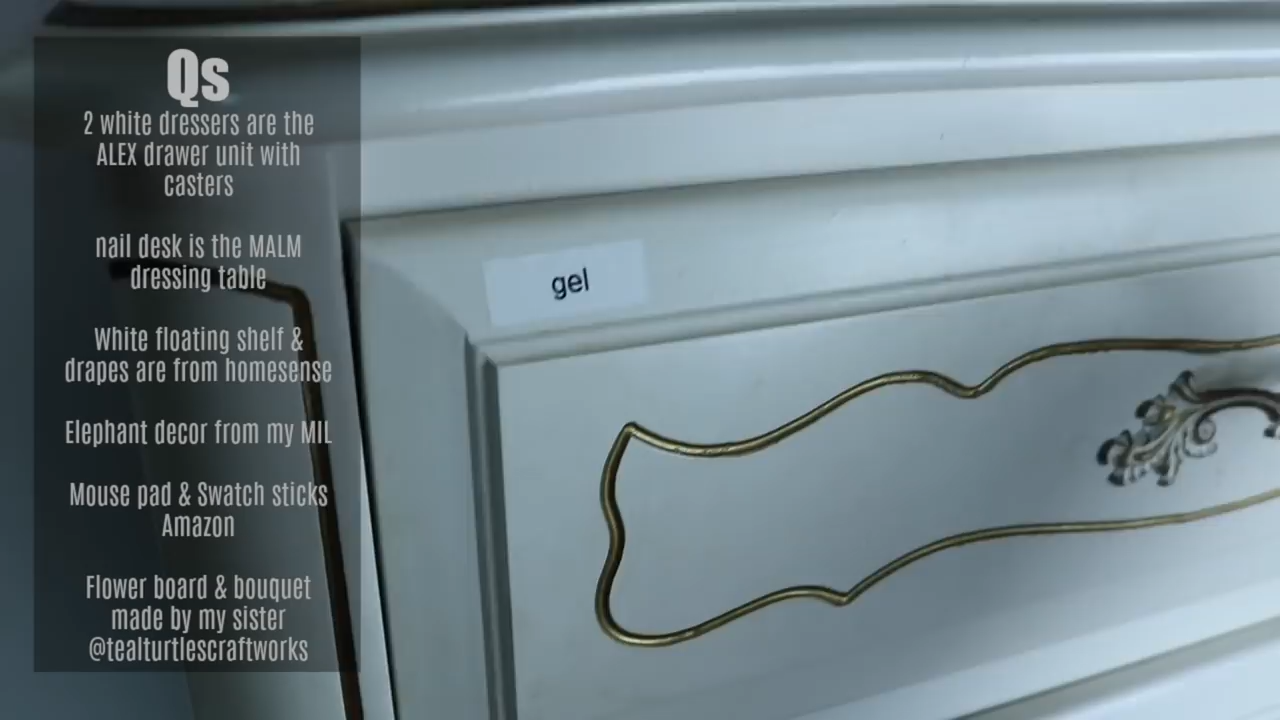 Qs
2 white dressers are the
ALEX drawer unit with
casters
nail desk is the MALM
dressing table
White floating shelf &
drapes are from homesense
Elephant decor from my MIL
Mouse pad & Swatch sticks
Amazon
Flower board & bouquet
made by my sister
@tealturtlescraftworks
gel